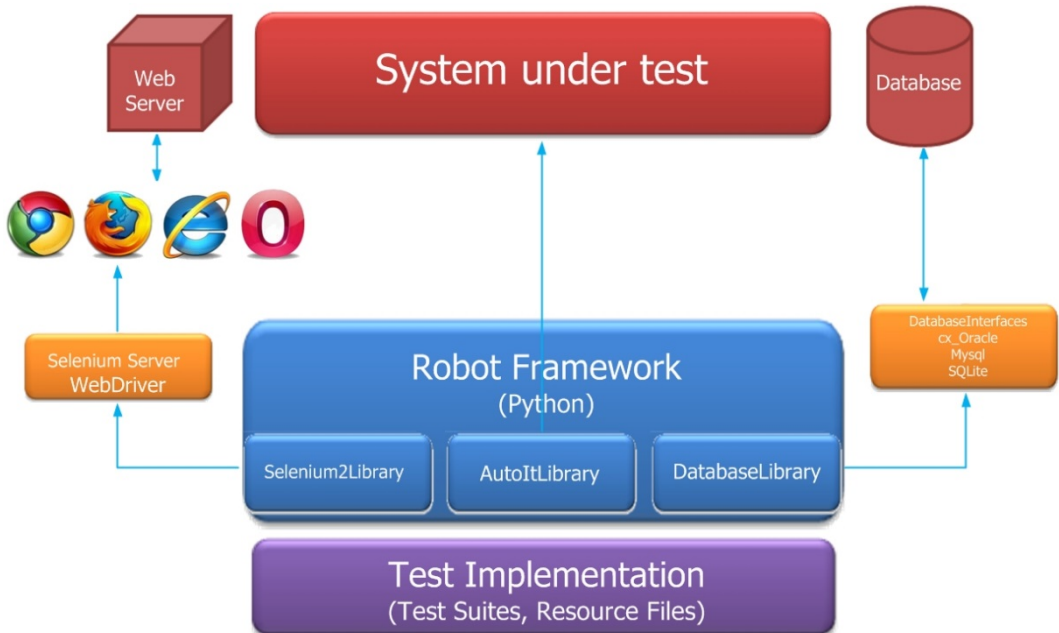 Web
Server
System under test
Database
Selenium Server
WebDriver
DatabaseInterfaces
cx_Oracle
Mysql
SQLite
Robot Framework
(Python)
Selenium2Library
AutoItLibrary
DatabaseLibrary
Test Implementation
(Test Suites, Resource Files)